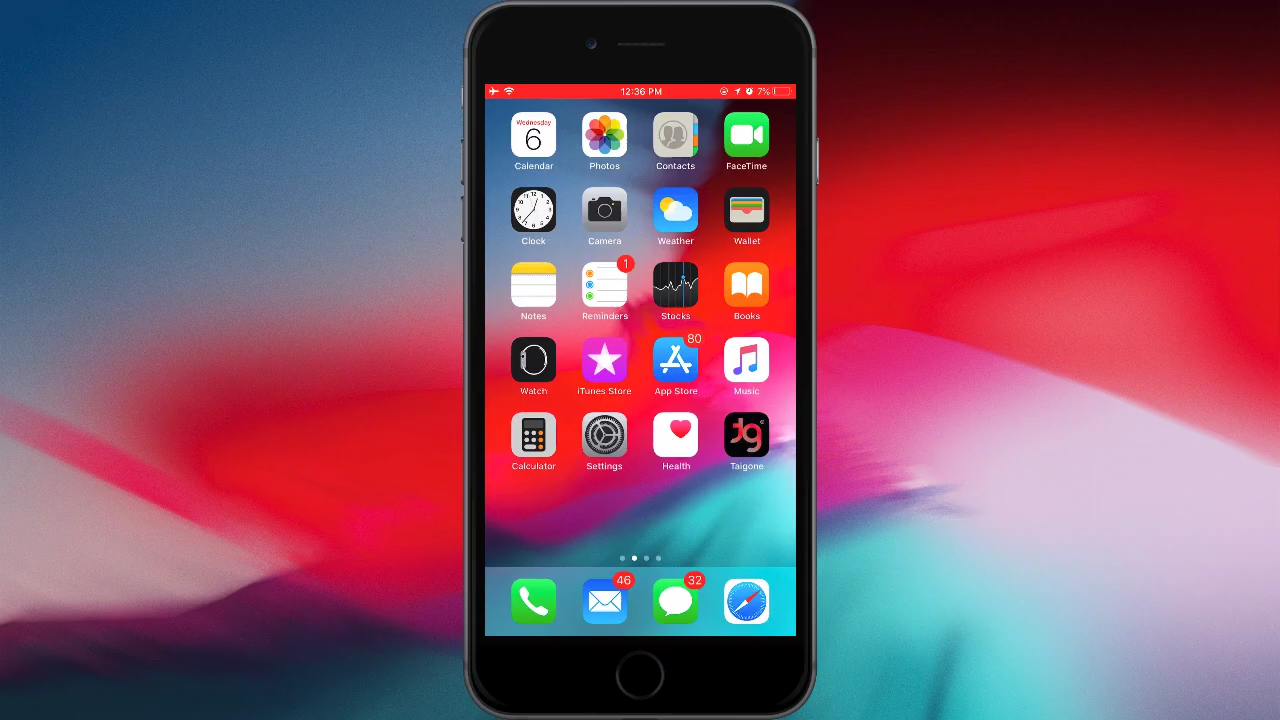 12:36 PM 7%
Wednesday
6
Calendar Photos Contacts FaceTime
Clock Camera Weather Wallet
1
Notes Reminders Stocks Books
80
Watch iTunes Store App Store Music
tg
Calculator Settings Health Taigone
46 32